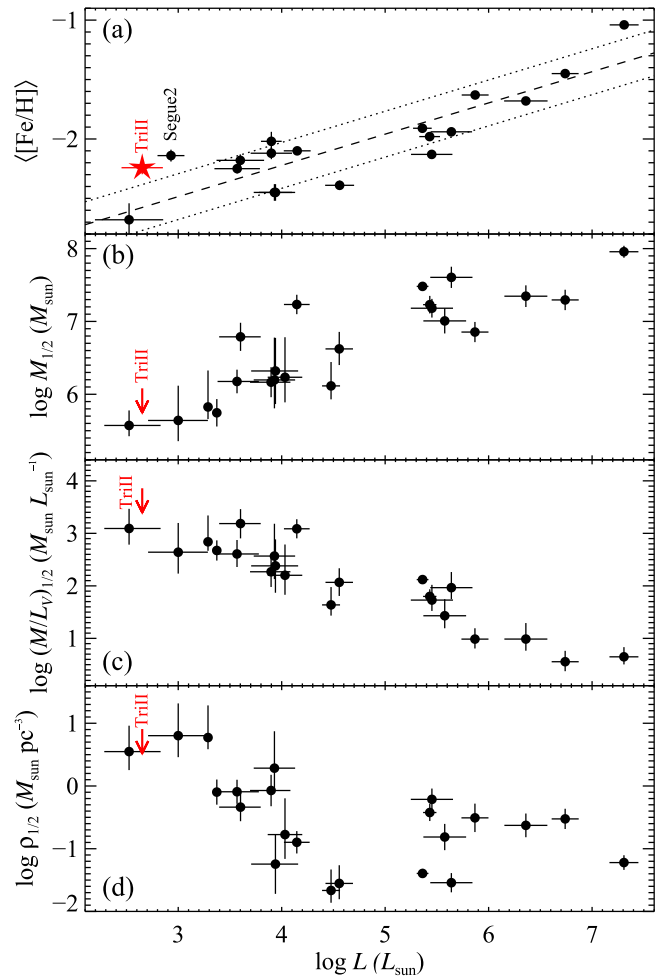 (a)
−1
−2
⟨[Fe/H]⟩
TriII
Segue2
(b)
8
7
6
log M1/2 (Msun)
TriII
(c)
4
3
2
1
log (M/LV)1/2 (Msun Lsun−1)
TriII
(d)
1
0
−1
−2
log ρ1/2 (Msun pc−3)
TriII
3 4 5 6 7
log L (Lsun)